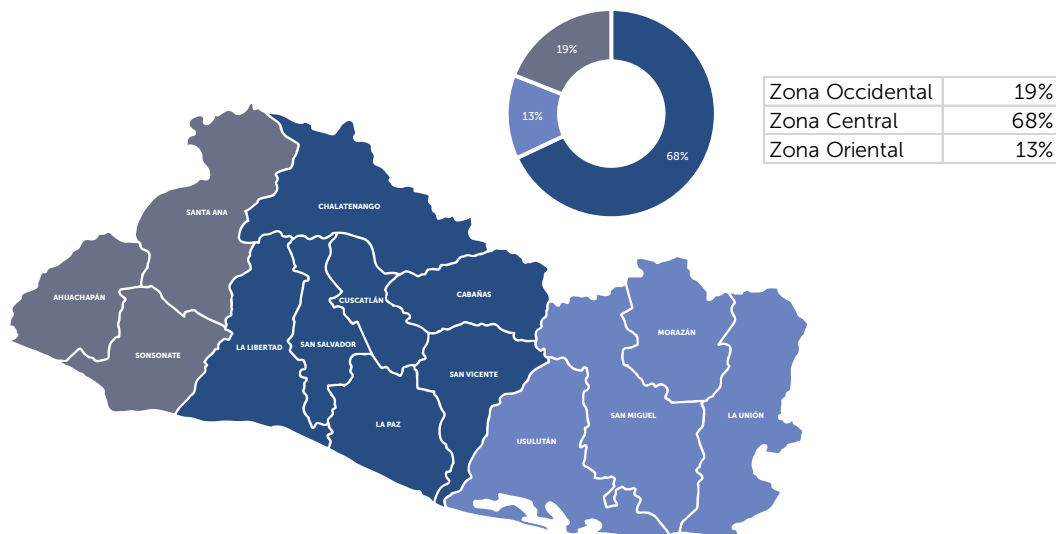 19%
13%
68%
Zona Occidental 19%
Zona Central 68%
Zona Oriental 13%
SANTA ANA
CHALATENANGO
AHUACHAPÁN
CUSCATLÁN
CABAÑAS
MORAZÁN
SONSONATE
LA LIBERTAD
SAN SALVADOR
SAN VICENTE
LA PAZ
USULUTÁN
SAN MIGUEL
LA UNIÓN